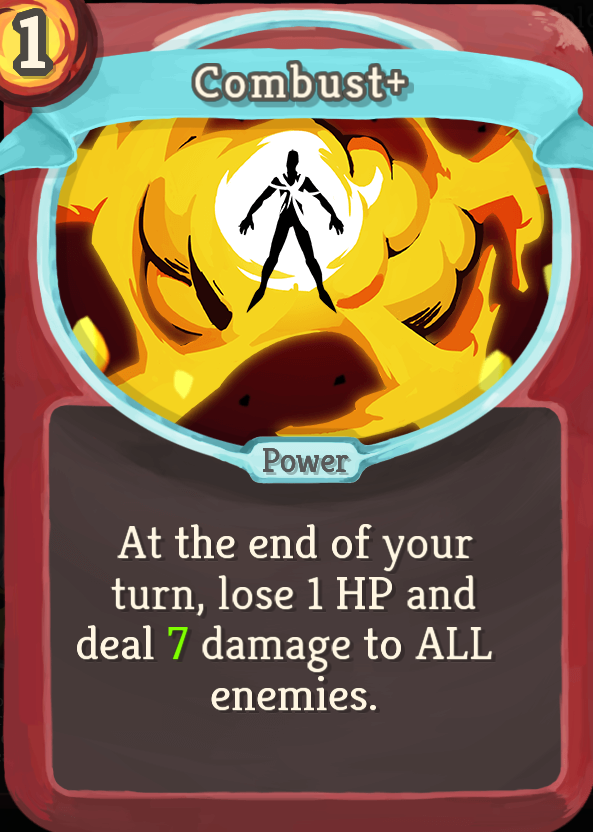 1
Combust+
Power
At the end of your
turn, lose 1 HP and
deal 7 damage to ALL
enemies.